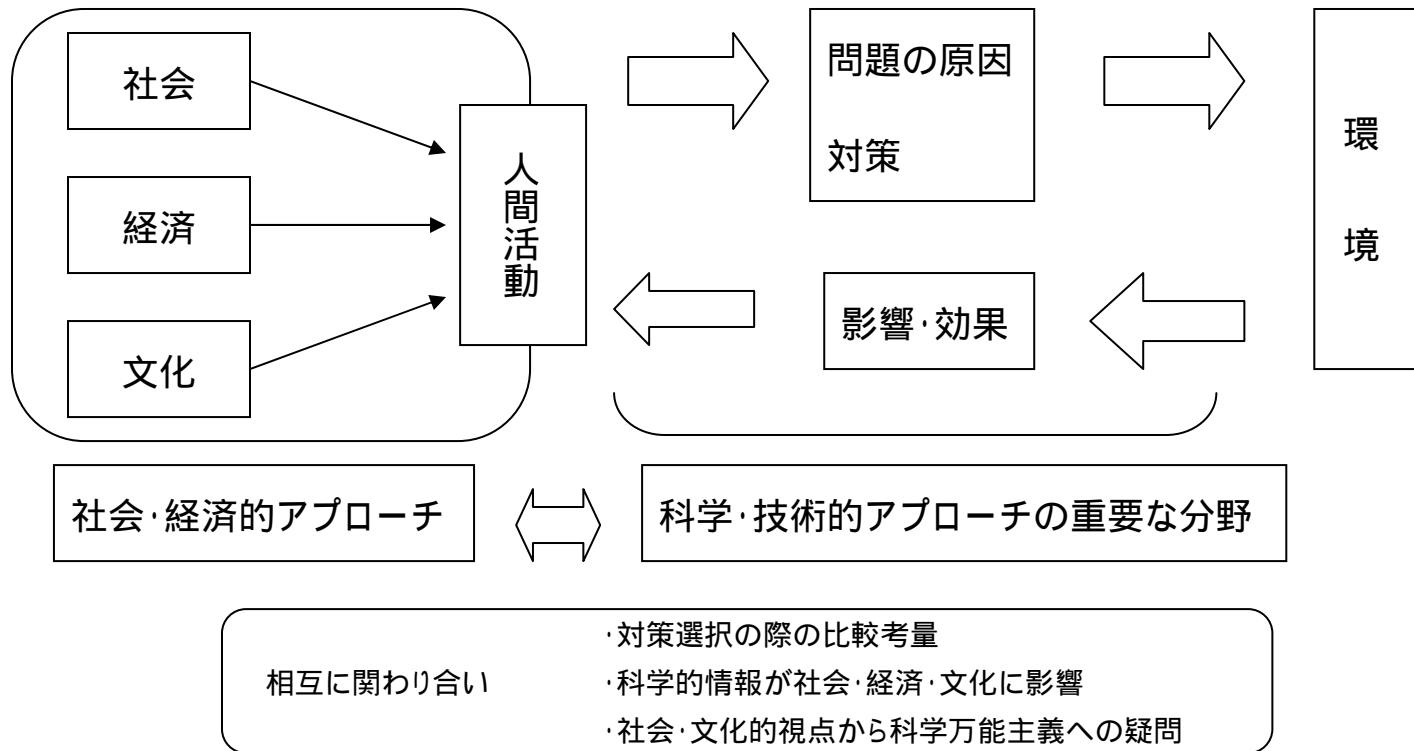 社会
経済
文化
人間活動
問題の原因
対策
影響・効果
環
境
社会・経済的アプローチ
科学・技術的アプローチの重要な分野
相互に関わり合い
・対策選択の際の比較考量
・科学的情報が社会・経済・文化に影響
・社会・文化的視点から科学万能主義への疑問